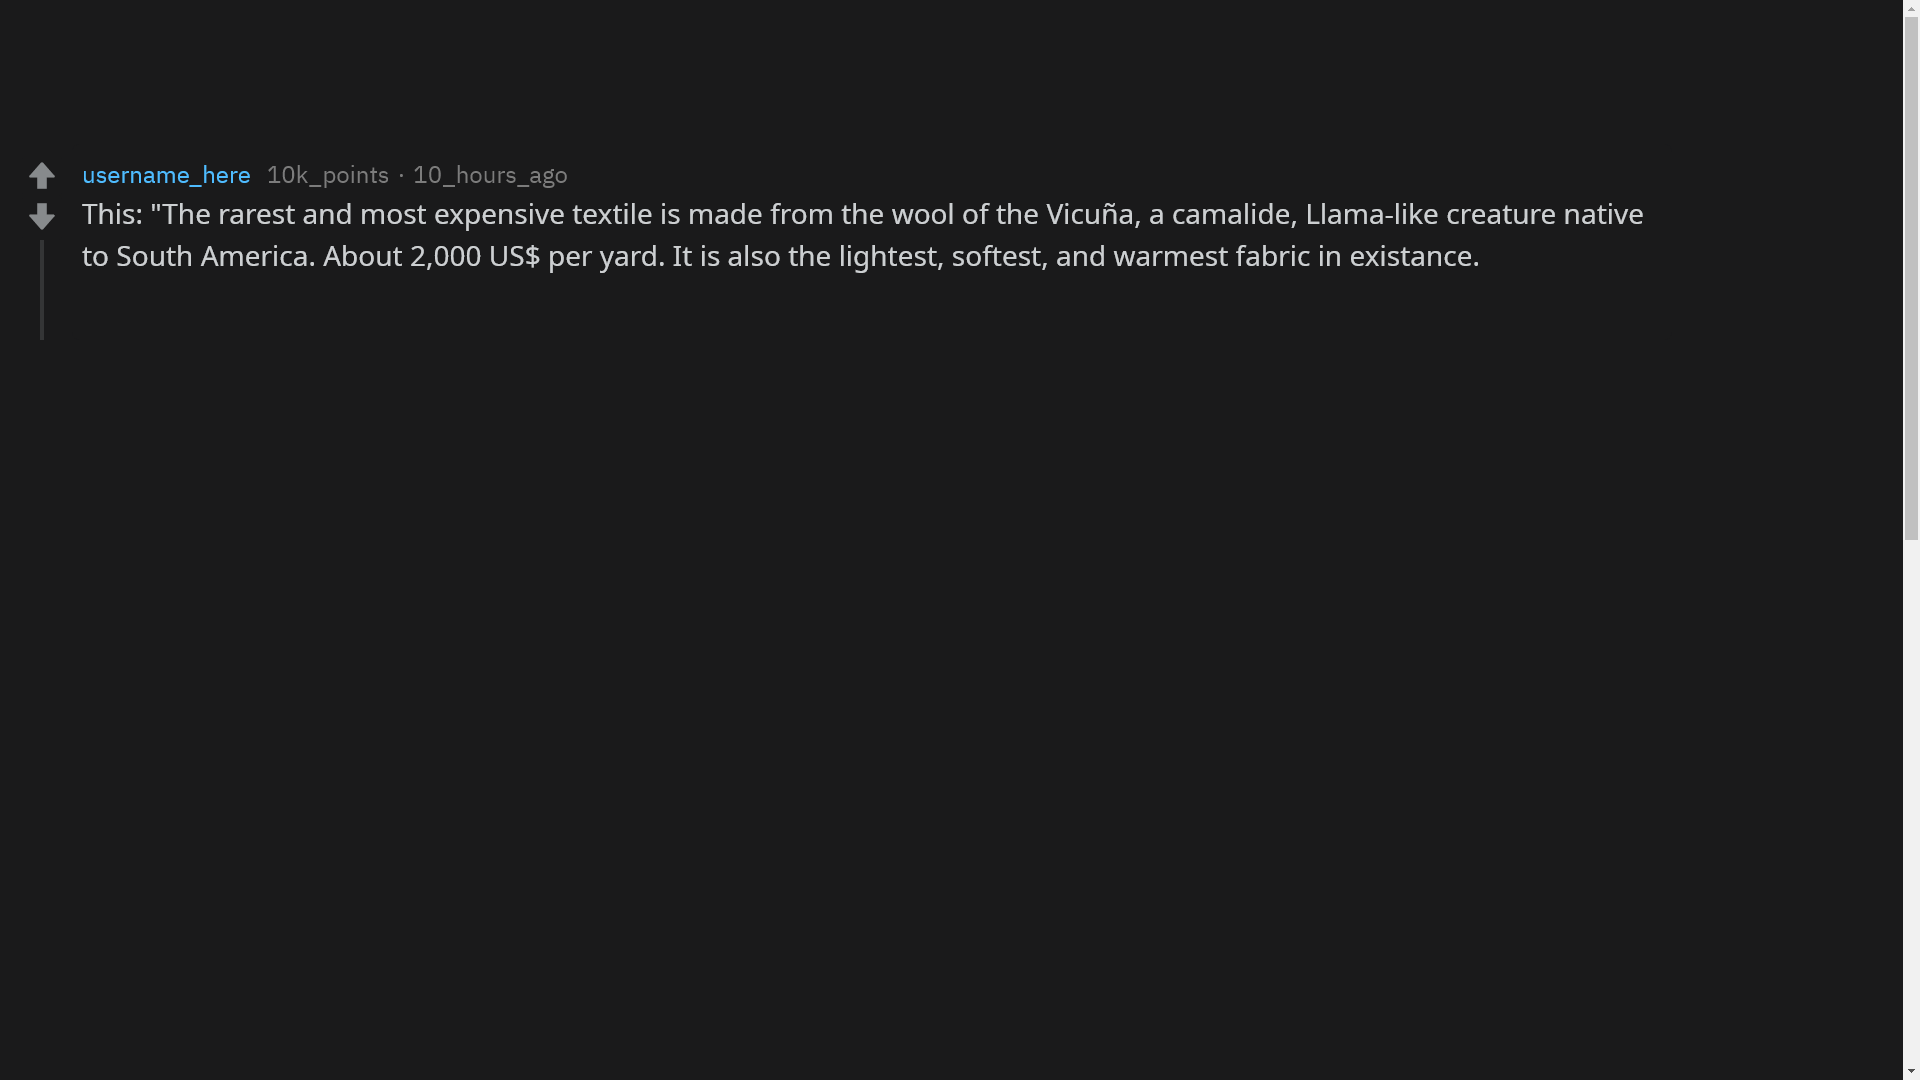 username_here 10k_points · 10_hours_ago
This: "The rarest and most expensive textile is made from the wool of the Vicuña, a camalide, Llama-like creature native
to South America. About 2,000 US$ per yard. It is also the lightest, softest, and warmest fabric in existance.